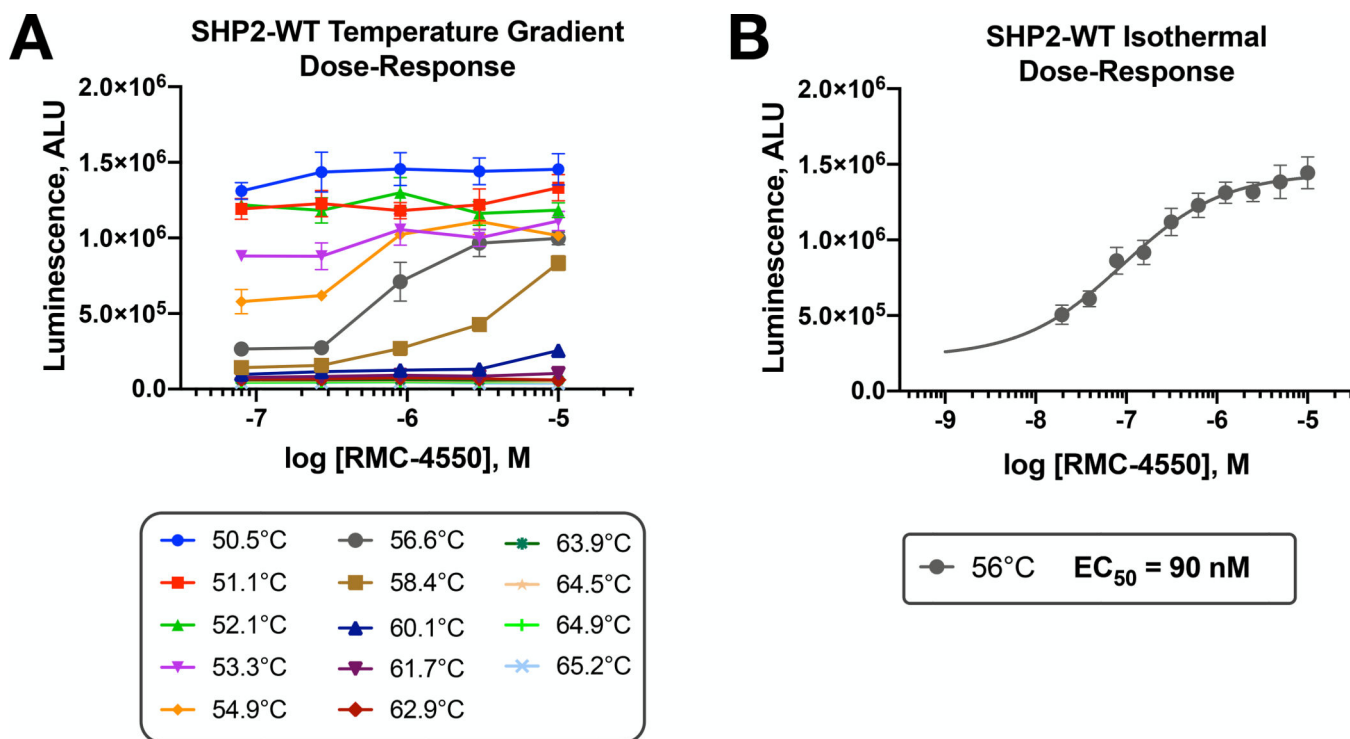 A
SHP2-WT Temperature Gradient
Dose-Response
2.0×10⁶
1.5×10⁶
1.0×10⁶
5.0×10⁵
0.0
Luminescence, ALU
-7
-6
-5
log [RMC-4550], M
50.5°C
56.6°C
63.9°C
51.1°C
58.4°C
64.5°C
52.1°C
60.1°C
64.9°C
53.3°C
61.7°C
65.2°C
54.9°C
62.9°C
B
SHP2-WT Isothermal
Dose-Response
2.0×10⁶
1.5×10⁶
1.0×10⁶
5.0×10⁵
0.0
Luminescence, ALU
-9
-8
-7
-6
-5
log [RMC-4550], M
56°C EC₅₀ = 90 nM